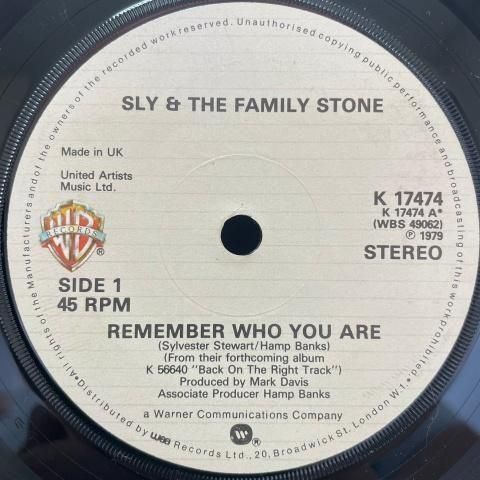 All rights of the Manufacturers and of the owners of the recorded work reserved. Unauthorised copying public performance and broadcasting of this record prohibited.
SLY & THE FAMILY STONE
Made in UK
United Artists
Music Ltd.
K 17474
K 17474 A*
(WBS 49062)
℗ 1979
STEREO
WB
RECORDS
®
SIDE 1
45 RPM
REMEMBER WHO YOU ARE
(Sylvester Stewart/Hamp Banks)
(From their forthcoming album
K 56640 "Back On The Right Track")
Produced by Mark Davis
Associate Producer Hamp Banks
a Warner Communications Company
®
Distributed by wea Records Ltd., 20, Broadwick St. London W1.